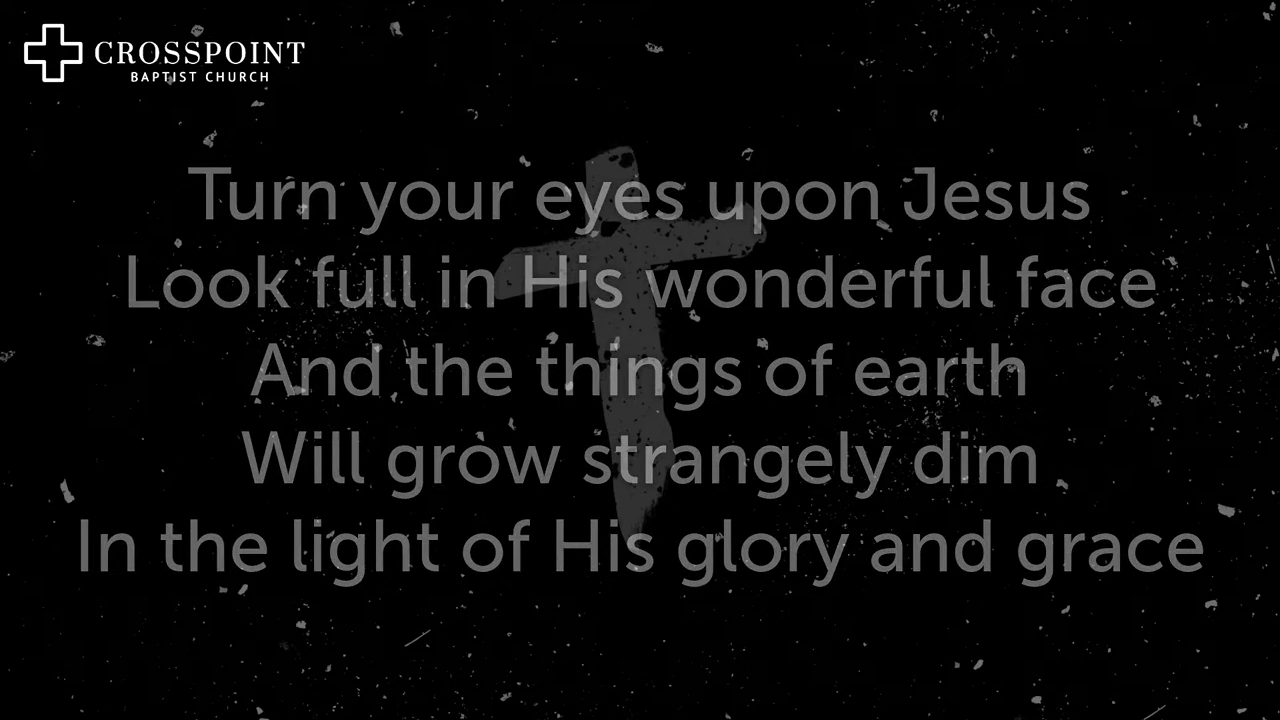 CROSSPOINT
BAPTIST CHURCH
Turn your eyes upon Jesus
Look full in His wonderful face
And the things of earth
Will grow strangely dim
In the light of His glory and grace